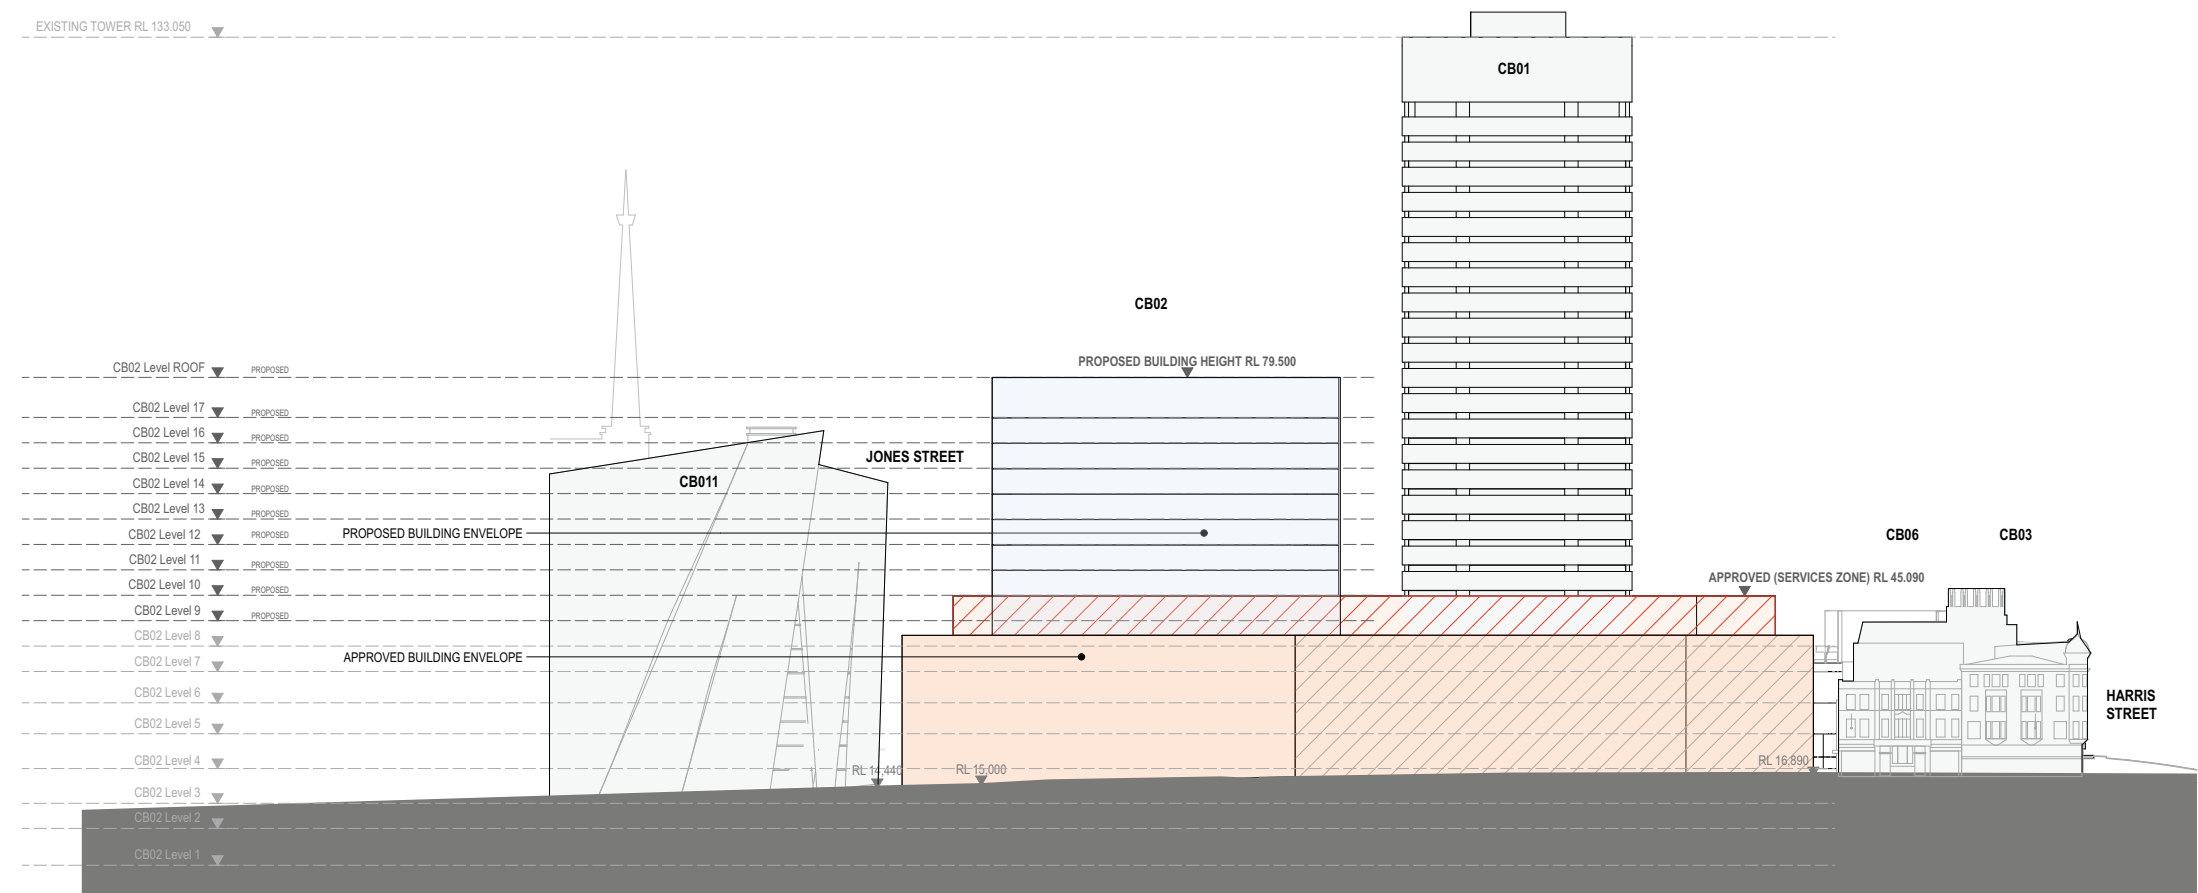 EXISTING TOWER RL 133.050
CB01
CB02
PROPOSED BUILDING HEIGHT RL 79.500
CB02 Level ROOF PROPOSED
CB02 Level 17 PROPOSED
CB02 Level 16 PROPOSED
CB02 Level 15 PROPOSED
JONES STREET
CB02 Level 14 PROPOSED
CB011
CB02 Level 13 PROPOSED
CB02 Level 12 PROPOSED
PROPOSED BUILDING ENVELOPE
CB06
CB03
CB02 Level 11 PROPOSED
CB02 Level 10 PROPOSED
APPROVED (SERVICES ZONE) RL 45.090
CB02 Level 9 PROPOSED
CB02 Level 8
CB02 Level 7
APPROVED BUILDING ENVELOPE
CB02 Level 6
HARRIS
STREET
CB02 Level 5
CB02 Level 4
RL 14,440
RL 15,000
RL 16,890
CB02 Level 3
CB02 Level 2
CB02 Level 1